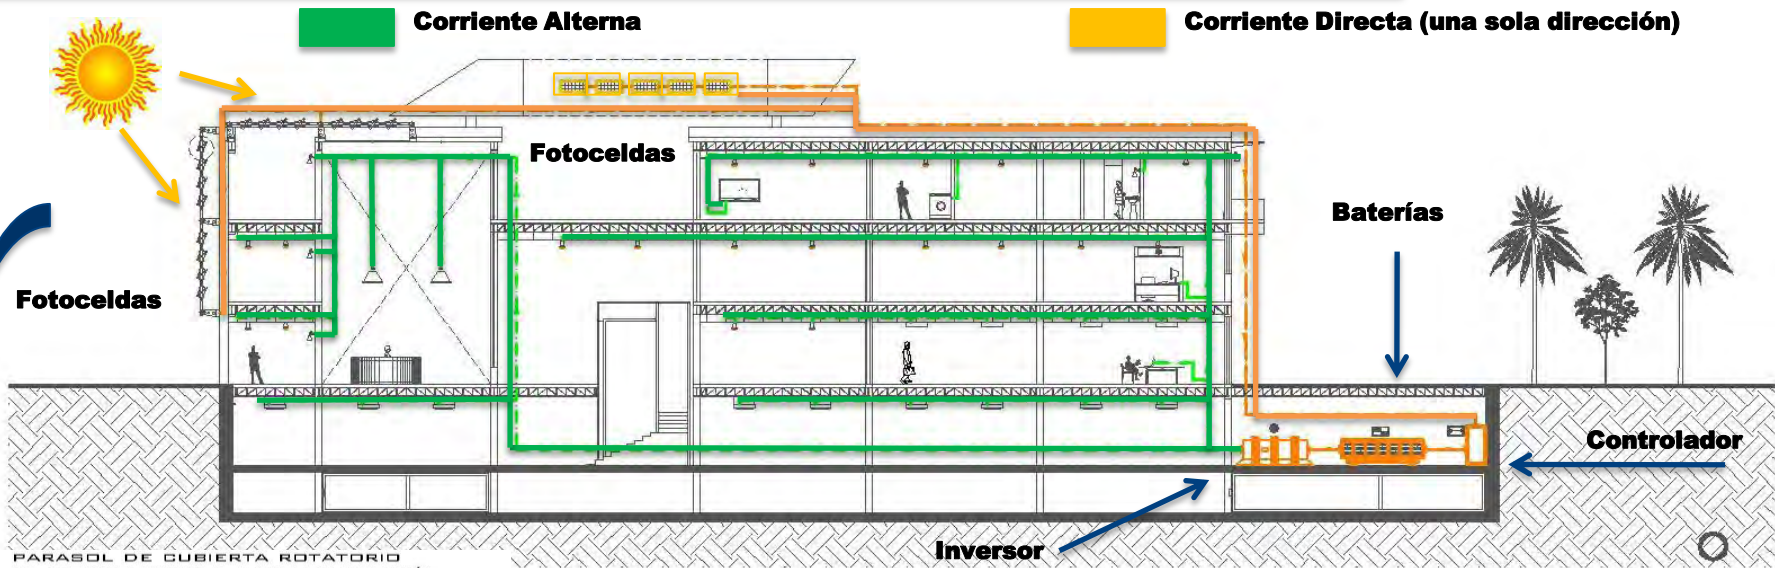 Corriente Alterna
Corriente Directa (una sola dirección)
Fotoceldas
Baterías
Fotoceldas
Controlador
Inversor
PARASOL DE CUBIERTA ROTATORIO